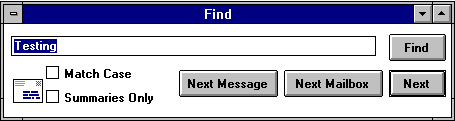 Find
Testing
Find
Match Case
Summaries Only
Next Message
Next Mailbox
Next